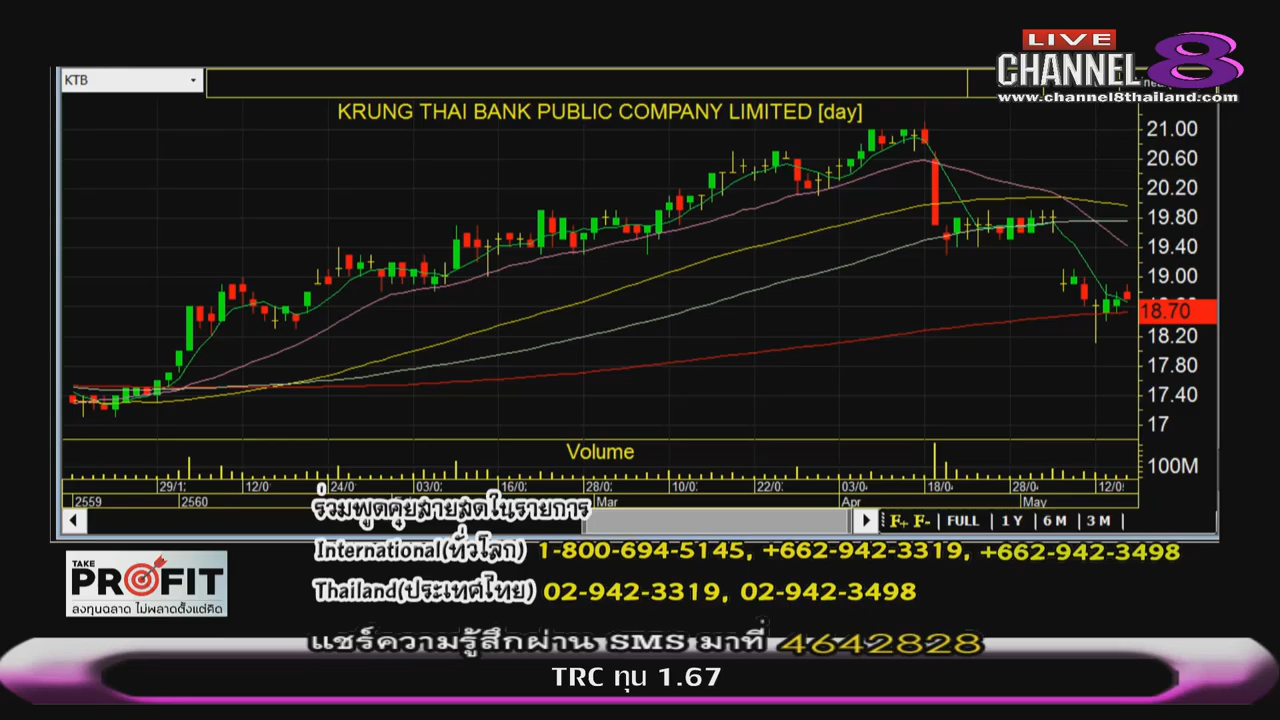 LIVE
CHANNEL 8
www.channel8thailand.com
KTB
KRUNG THAI BANK PUBLIC COMPANY LIMITED [day]
21.00
20.60
20.20
19.80
19.40
19.00
18.70
18.20
17.80
17.40
17
Volume
100M
29/1 12/0 24/0 03/0 16/0 28/0 10/0 22/0 03/0 18/0 28/0 12/0
2559 2560 Mar Apr May
F+ F- FULL 1 Y 6 M 3 M
ร่วมพูดคุยสายสดในรายการ
International(ทั่วโลก) 1-800-694-5145, +662-942-3319, +662-942-3498
Thailand(ประเทศไทย) 02-942-3319, 02-942-3498
TAKE
PROFIT
ลงทุนฉลาด ไม่พลาดตั้งแต่คิด
แชร์ความรู้สึกผ่าน SMS มาที่ 4642828
TRC ทุน 1.67